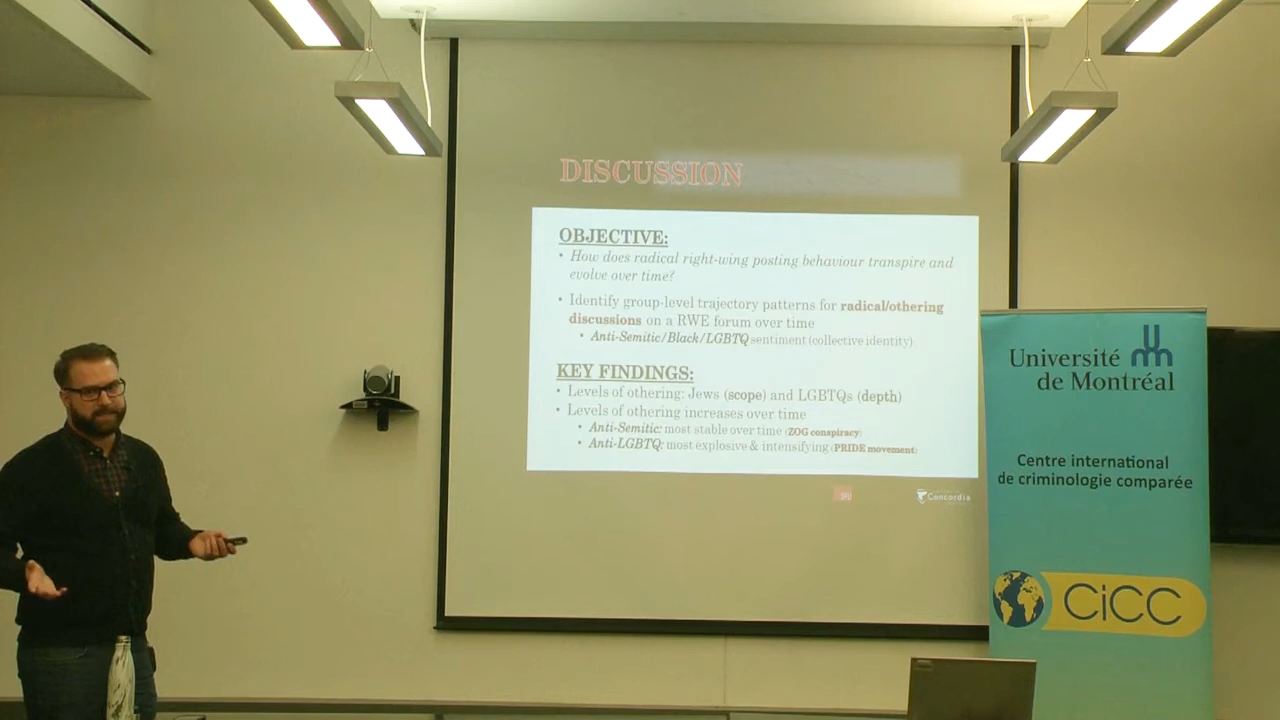 DISCUSSION
OBJECTIVE:
• How does radical right-wing posting behaviour transpire and
evolve over time?
• Identify group-level trajectory patterns for radical/othering
discussions on a RWE forum over time
• Anti-Semitic/Black/LGBTQ sentiment (collective identity)
KEY FINDINGS:
• Levels of othering: Jews (scope) and LGBTQs (depth)
• Levels of othering increases over time
• Anti-Semitic: most stable over time (ZOG conspiracy)
• Anti-LGBTQ: most explosive & intensifying (PRIDE movement)
SFU
Concordia
Université
de Montréal
Centre international
de criminologie comparée
CiCC